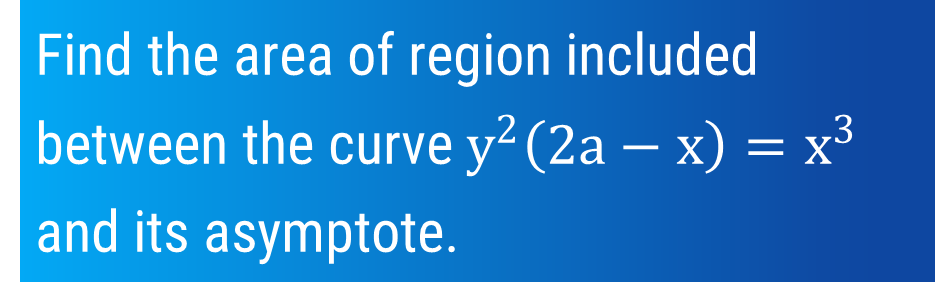 Find the area of region included
between the curve y²(2a – x) = x³
and its asymptote.